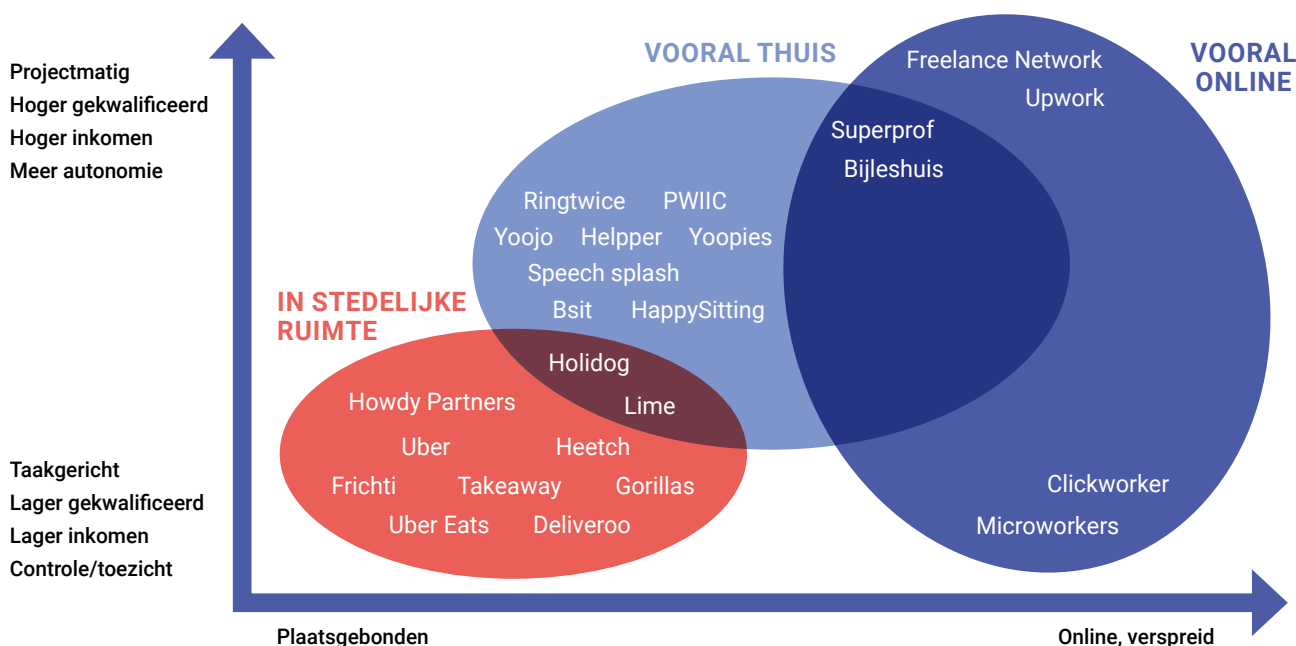 Projectmatig
Hoger gekwalificeerd
Hoger inkomen
Meer autonomie
Taakgericht
Lager gekwalificeerd
Lager inkomen
Controle/toezicht
IN STEDELIJKE
RUIMTE
Howdy Partners
Uber Heetch
Frichti Takeaway Gorillas
Uber Eats Deliveroo
Holidog
Lime
VOORAL THUIS
Ringtwice PWIIC
Yoojo Helpper Yoopies
Speech splash
Bsit HappySitting
Superprof
Bijleshuis
VOORAL
ONLINE
Freelance Network
Upwork
Clickworker
Microworkers
Plaatsgebonden
Online, verspreid